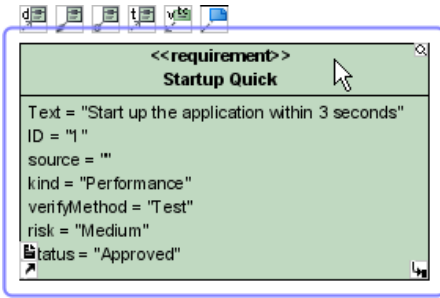 <<requirement>>
Startup Quick
Text = "Start up the application within 3 seconds"
ID = "1"
source = ""
kind = "Performance"
verifyMethod = "Test"
risk = "Medium"
tatus = "Approved"